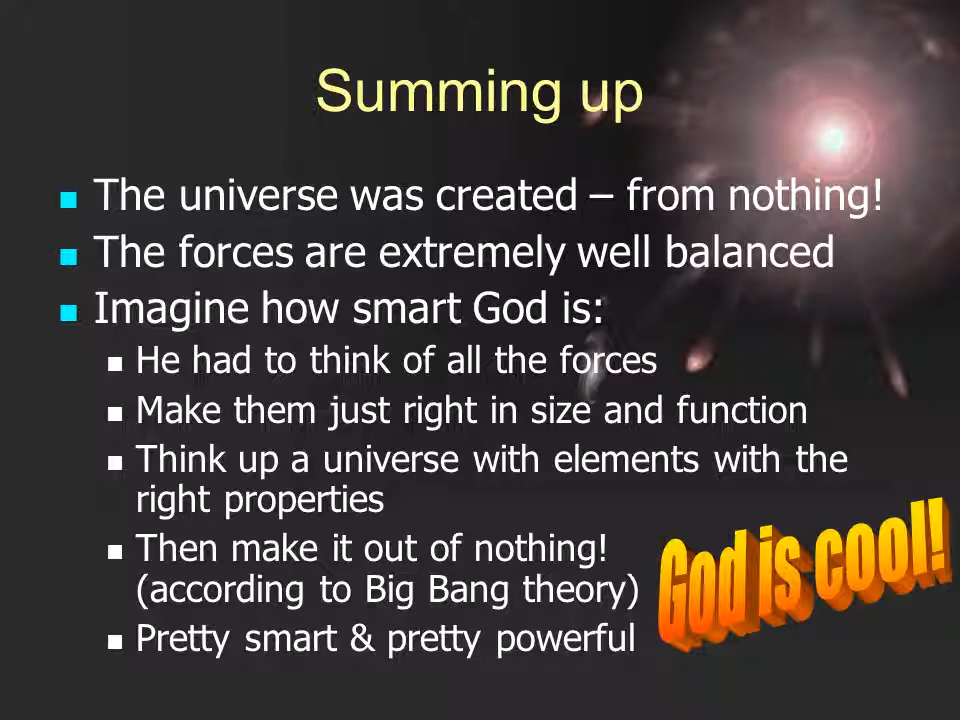 Summing up
The universe was created – from nothing!
The forces are extremely well balanced
Imagine how smart God is:
He had to think of all the forces
Make them just right in size and function
Think up a universe with elements with the
right properties
Then make it out of nothing!
(according to Big Bang theory)
Pretty smart & pretty powerful
God is cool!